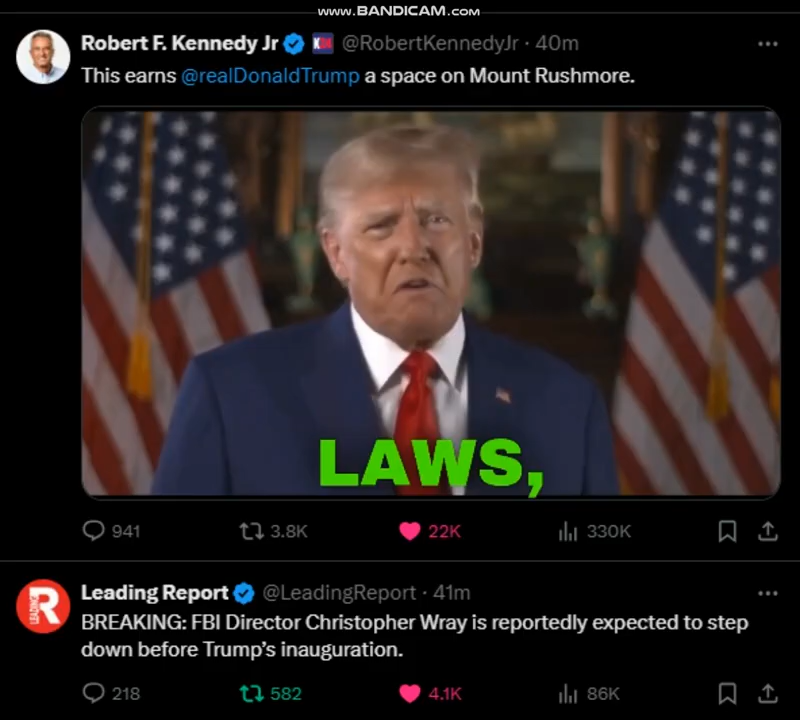 www.BANDICAM.com
Robert F. Kennedy Jr K24 @RobertKennedyJr · 40m
This earns @realDonaldTrump a space on Mount Rushmore.
LAWS,
941 3.8K 22K 330K
LEADING R Leading Report @LeadingReport · 41m
BREAKING: FBI Director Christopher Wray is reportedly expected to step
down before Trump’s inauguration.
218 582 4.1K 86K